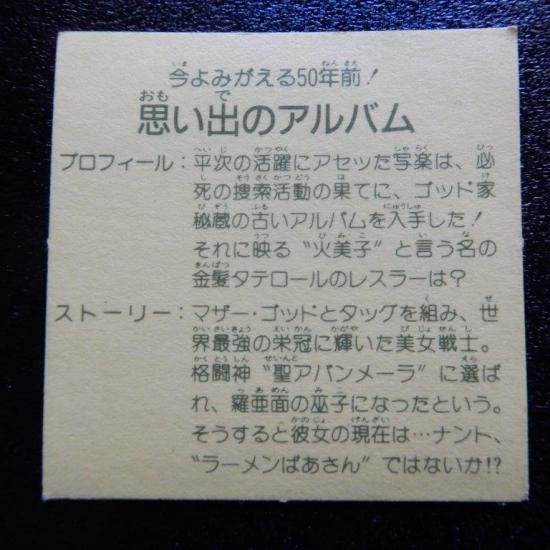 今よみがえる50年前!
思い出のアルバム
プロフィール:平次の活躍にアセッた写楽は、必
死の捜索活動の果てに、ゴッド家
秘蔵の古いアルバムを入手した!
それに映る“火美子”と言う名の
金髪タテロールのレスラーは?
ストーリー:マザー・ゴッドとタッグを組み、世
界最強の栄冠に輝いた美女戦士。
格闘神“聖アバンメーラ”に選ば
れ、羅亜面の巫子になったという。
そうすると彼女の現在は…ナント、
“ラーメンばあさん”ではないか!?